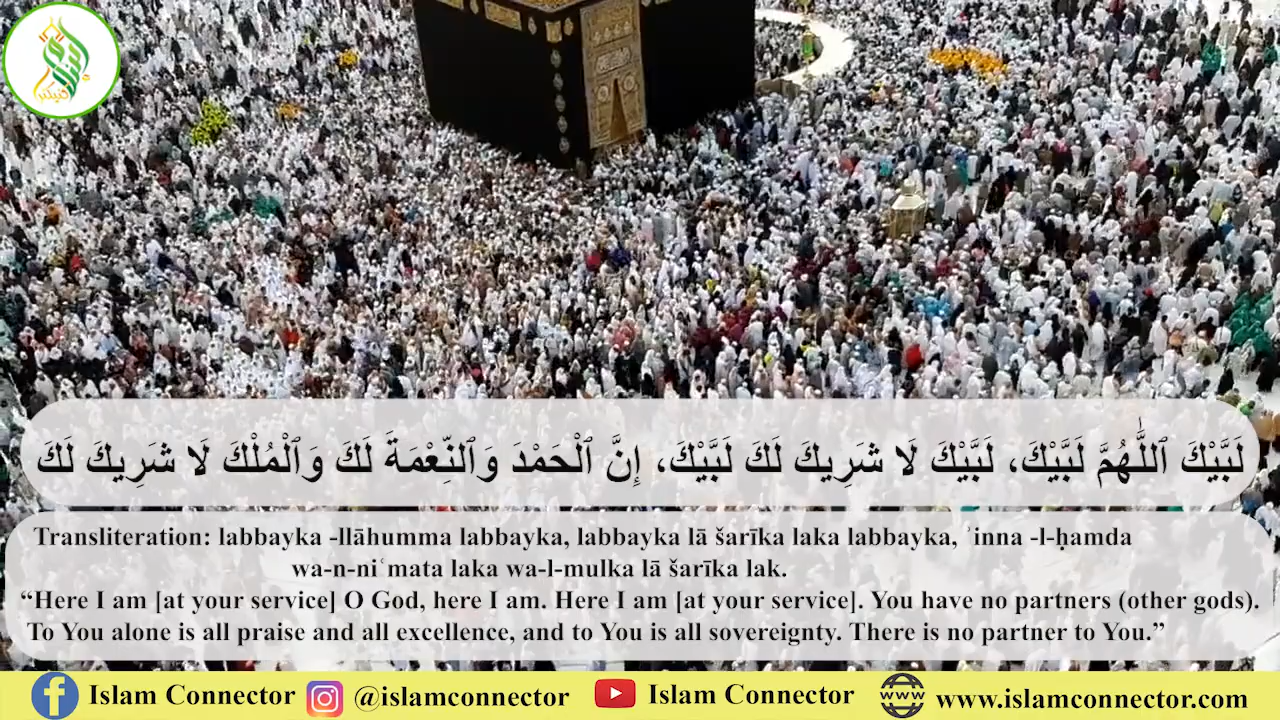 لَبَّيْكَ ٱللَّٰهُمَّ لَبَّيْكَ، لَبَّيْكَ لَا شَرِيكَ لَكَ لَبَّيْكَ، إِنَّ ٱلْحَمْدَ وَٱلنِّعْمَةَ لَكَ وَٱلْمُلْكَ لَا شَرِيكَ لَكَ
Transliteration: labbayka -llāhumma labbayka, labbayka lā šarīka laka labbayka, ʾinna -l-ḥamda
wa-n-niʿmata laka wa-l-mulka lā šarīka lak.
“Here I am [at your service] O God, here I am. Here I am [at your service]. You have no partners (other gods).
To You alone is all praise and all excellence, and to You is all sovereignty. There is no partner to You.”
Islam Connector @islamconnector Islam Connector www www.islamconnector.com